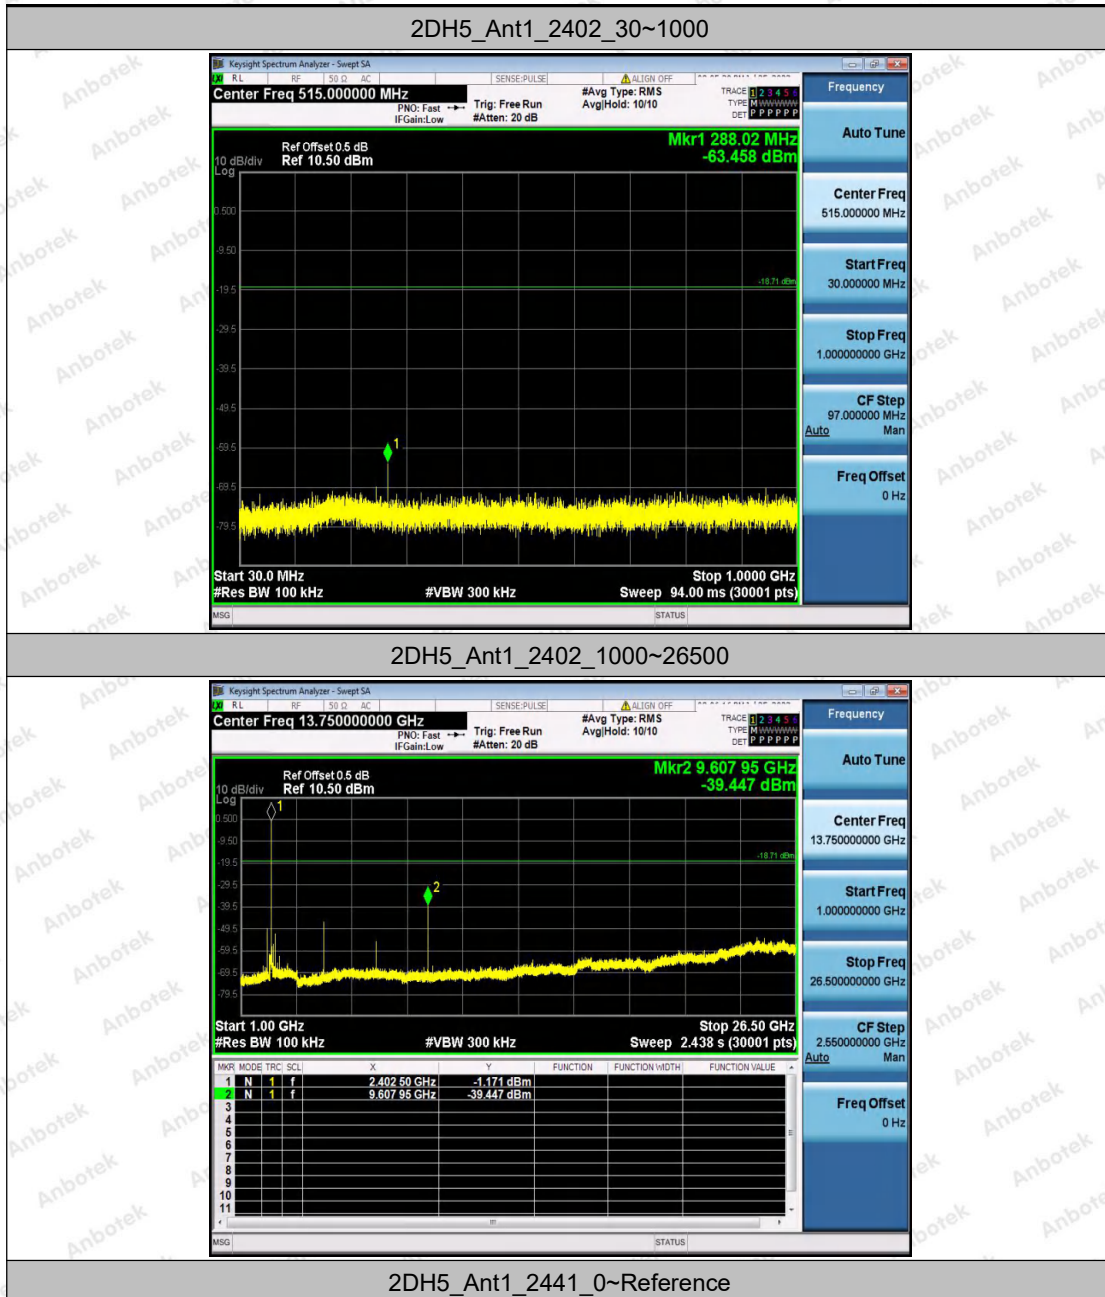 2DH5_Ant1_2402_30~1000
Keysight Spectrum Analyzer - Swept SA
RL RF 50 Ω AC SENSE:PULSE ALIGN OFF
Center Freq 515.000000 MHz
PNO: Fast
IFGain:Low
Trig: Free Run
#Atten: 20 dB
#Avg Type: RMS
Avg|Hold: 10/10
TRACE 1 2 3 4 5 6
TYPE M WWWWW
DET P P P P P P
Ref Offset 0.5 dB
10 dB/div Ref 10.50 dBm
Log
Mkr1 288.02 MHz
-63.458 dBm
0.500
-9.50
-18.71 dBm
-19.5
-29.5
-39.5
-49.5
-59.5
1
-69.5
-79.5
Start 30.0 MHz Stop 1.0000 GHz
#Res BW 100 kHz #VBW 300 kHz Sweep 94.00 ms (30001 pts)
MSG STATUS
Frequency
Auto Tune
Center Freq
515.000000 MHz
Start Freq
30.000000 MHz
Stop Freq
1.000000000 GHz
CF Step
97.000000 MHz
Auto Man
Freq Offset
0 Hz
2DH5_Ant1_2402_1000~26500
Keysight Spectrum Analyzer - Swept SA
RL RF 50 Ω AC SENSE:PULSE ALIGN OFF
Center Freq 13.750000000 GHz
PNO: Fast
IFGain:Low
Trig: Free Run
#Atten: 20 dB
#Avg Type: RMS
Avg|Hold: 10/10
TRACE 1 2 3 4 5 6
TYPE M WWWWW
DET P P P P P P
Ref Offset 0.5 dB
10 dB/div Ref 10.50 dBm
Log
Mkr2 9.607 95 GHz
-39.447 dBm
1
0.500
-9.50
-18.71 dBm
-19.5
-29.5
2
-39.5
-49.5
-59.5
-69.5
-79.5
Start 1.00 GHz Stop 26.50 GHz
#Res BW 100 kHz #VBW 300 kHz Sweep 2.438 s (30001 pts)
MKR MODE TRC SCL X Y FUNCTION FUNCTION WIDTH FUNCTION VALUE
1 N 1 f 2.402 50 GHz -1.171 dBm
2 N 1 f 9.607 95 GHz -39.447 dBm
3
4
5
6
7
8
9
10
11
MSG STATUS
Frequency
Auto Tune
Center Freq
13.750000000 GHz
Start Freq
1.000000000 GHz
Stop Freq
26.500000000 GHz
CF Step
2.550000000 GHz
Auto Man
Freq Offset
0 Hz
2DH5_Ant1_2441_0~Reference
Anbotek